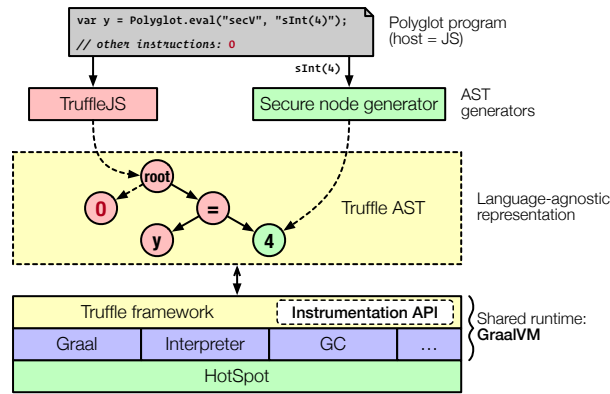 var y = Polyglot.eval("secV", "sInt(4)");
// other instructions: O
Polyglot program
(host = JS)
sInt(4)
TruffleJS
Secure node generator
AST
generators
root
O
=
y
4
Truffle AST
Language-agnostic
representation
Truffle framework
Instrumentation API
Graal
Interpreter
GC
...
HotSpot
Shared runtime:
GraalVM